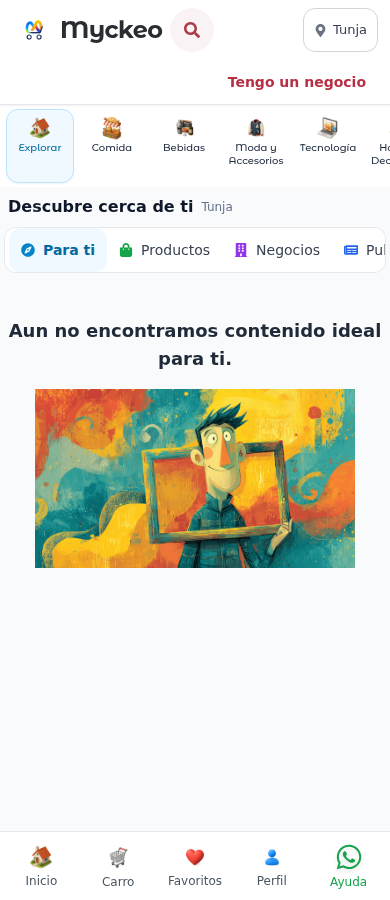 Myckeo
Tunja
Tengo un negocio
Explorar
Comida
Bebidas
Moda y
Accesorios
Tecnología
Descubre cerca de ti Tunja
Para ti Productos Negocios
Aun no encontramos contenido ideal
para ti.
Inicio Carro Favoritos Perfil Ayuda